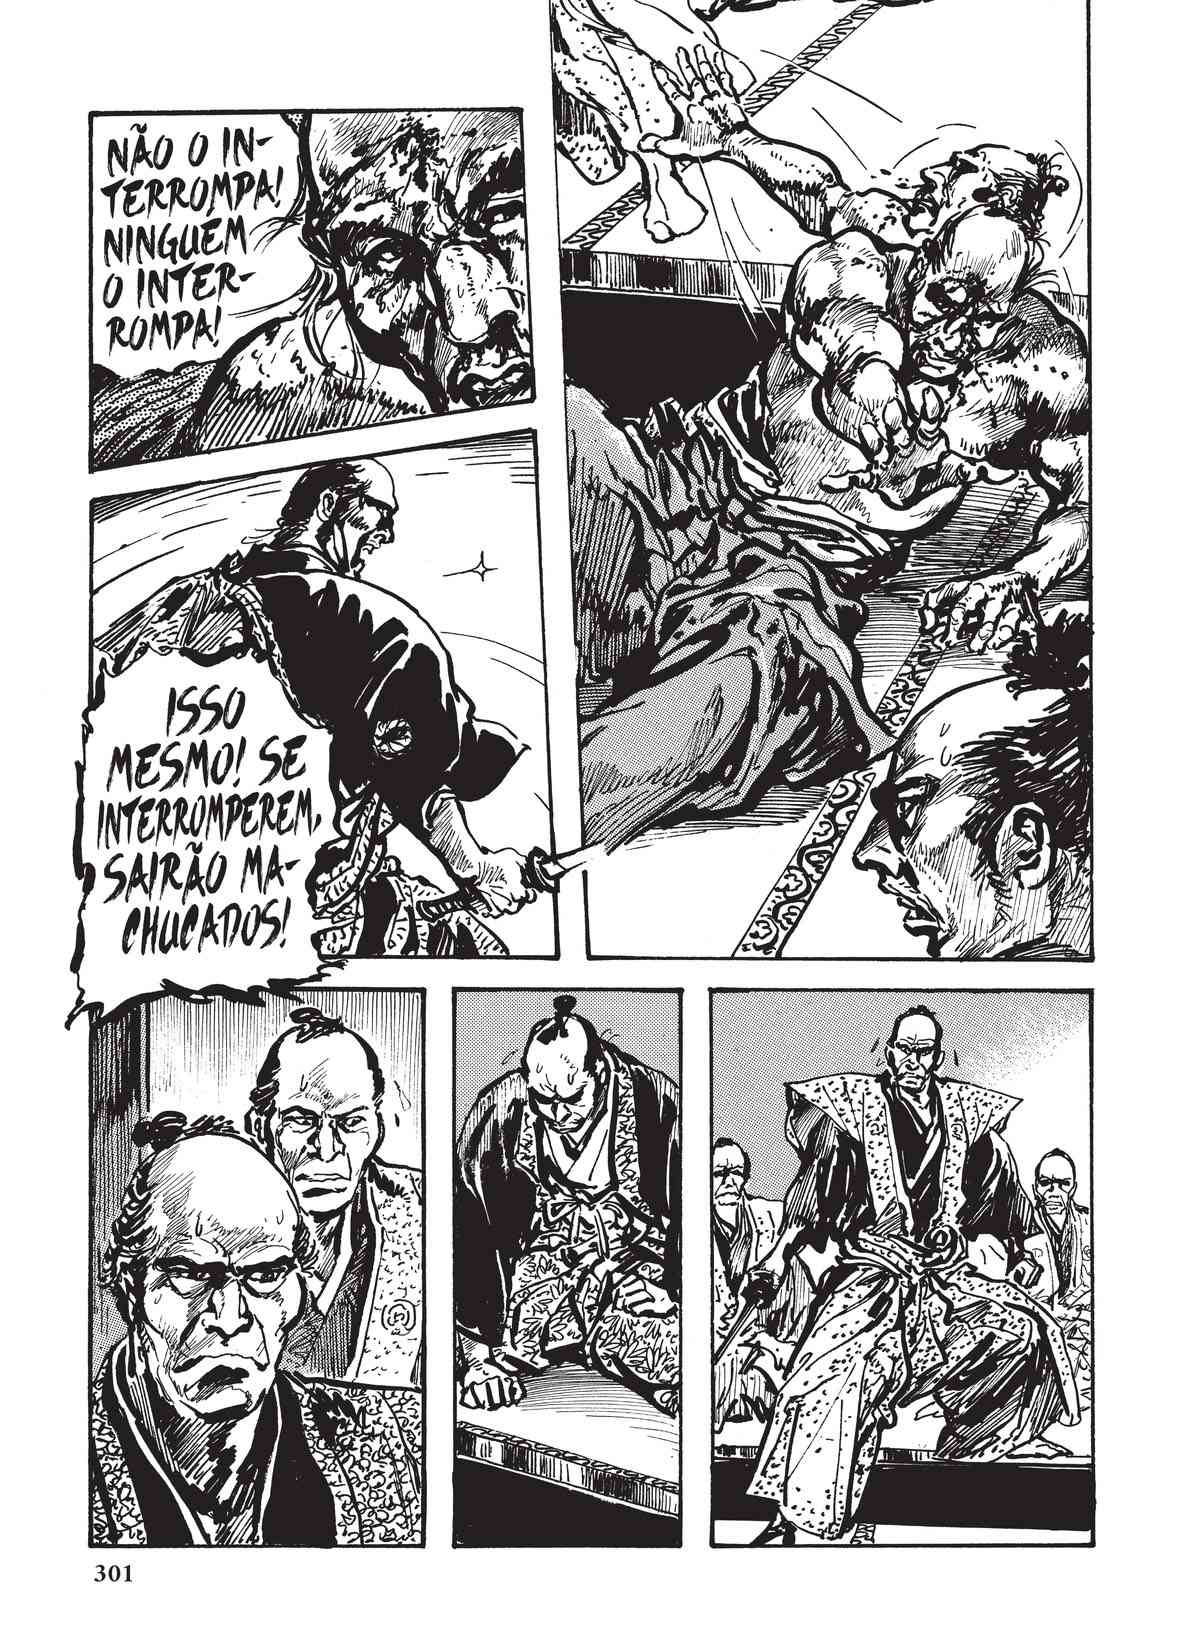 NÃO O IN-
TERROMPA!
NINGUÉM
O INTER-
ROMPA!
ISSO
MESMO! SE
INTERROMPEREM,
SAIRÃO MA-
CHUCADOS!
301